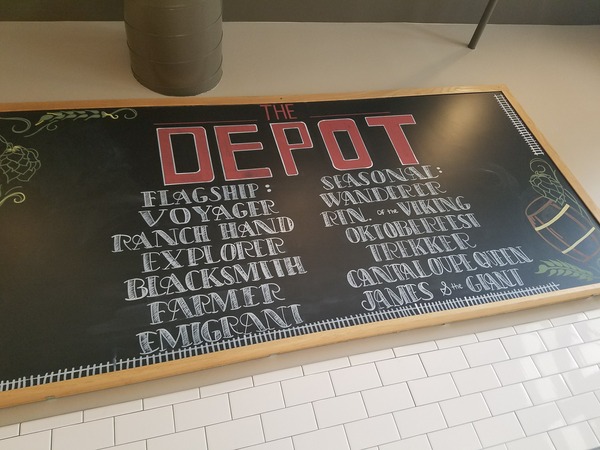 THE
DEPOT
FLAGSHIP:
VOYAGER
RANCH HAND
EXPLORER
BLACKSMITH
FARMER
EMIGRANT
SEASONAL:
WANDERER
RTN. OF THE VIKING
OKTOBERFEST
TREKKER
CANTALOUPE QUEEN
JAMES & the GRANT